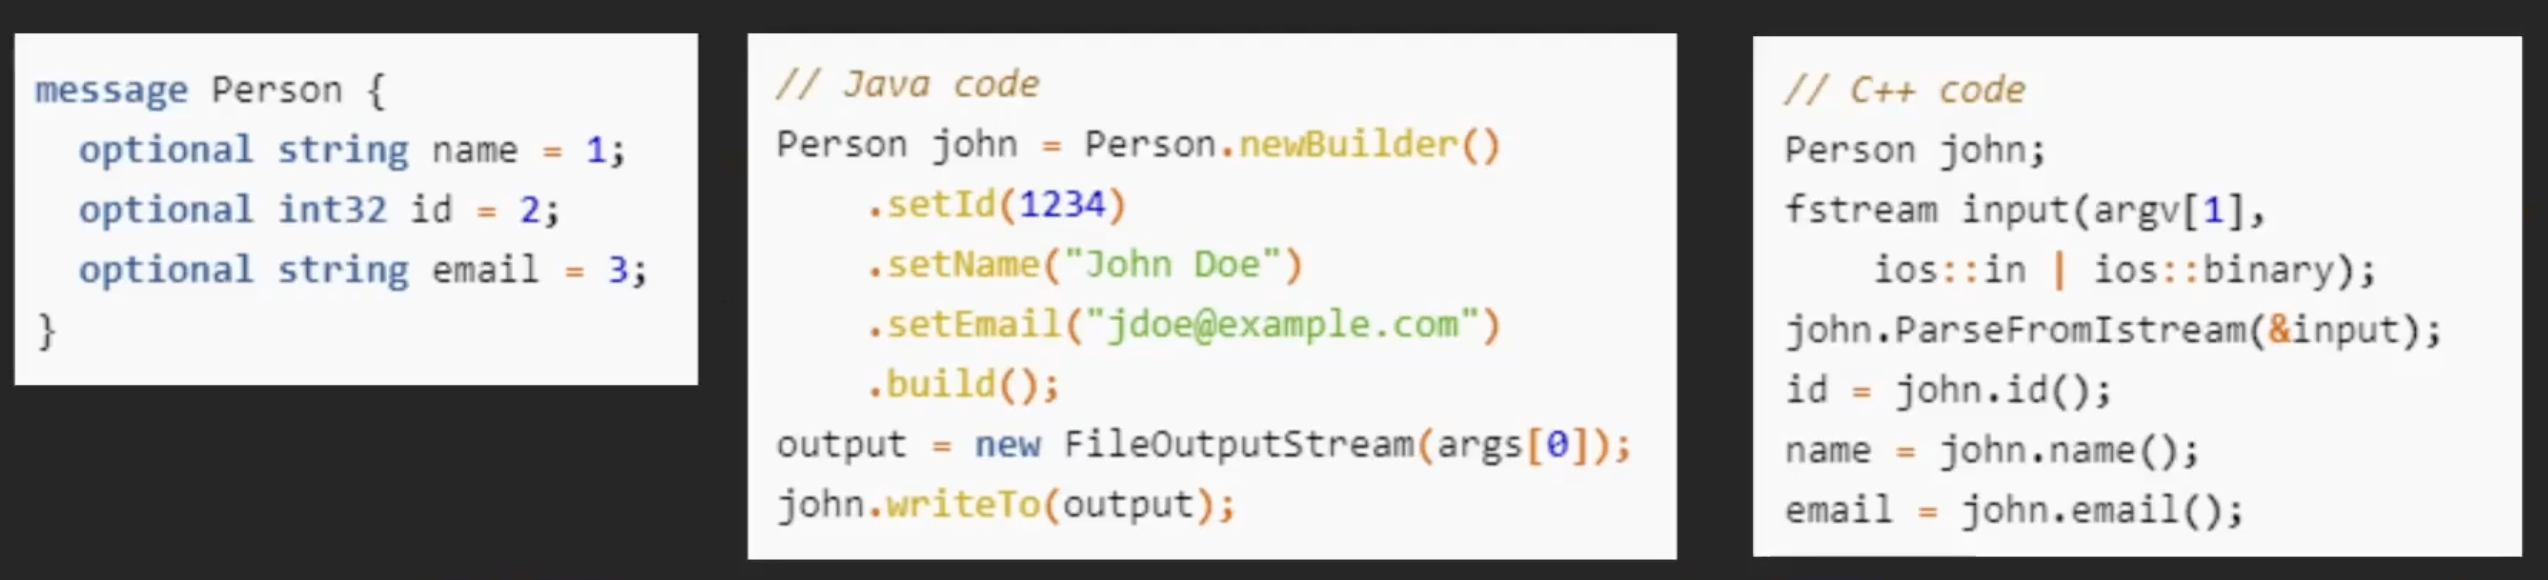 message Person {
  optional string name = 1;
  optional int32 id = 2;
  optional string email = 3;
}
// Java code
Person john = Person.newBuilder()
    .setId(1234)
    .setName("John Doe")
    .setEmail("jdoe@example.com")
    .build();
output = new FileOutputStream(args[0]);
john.writeTo(output);
// C++ code
Person john;
fstream input(argv[1],
    ios::in | ios::binary);
john.ParseFromIstream(&input);
id = john.id();
name = john.name();
email = john.email();